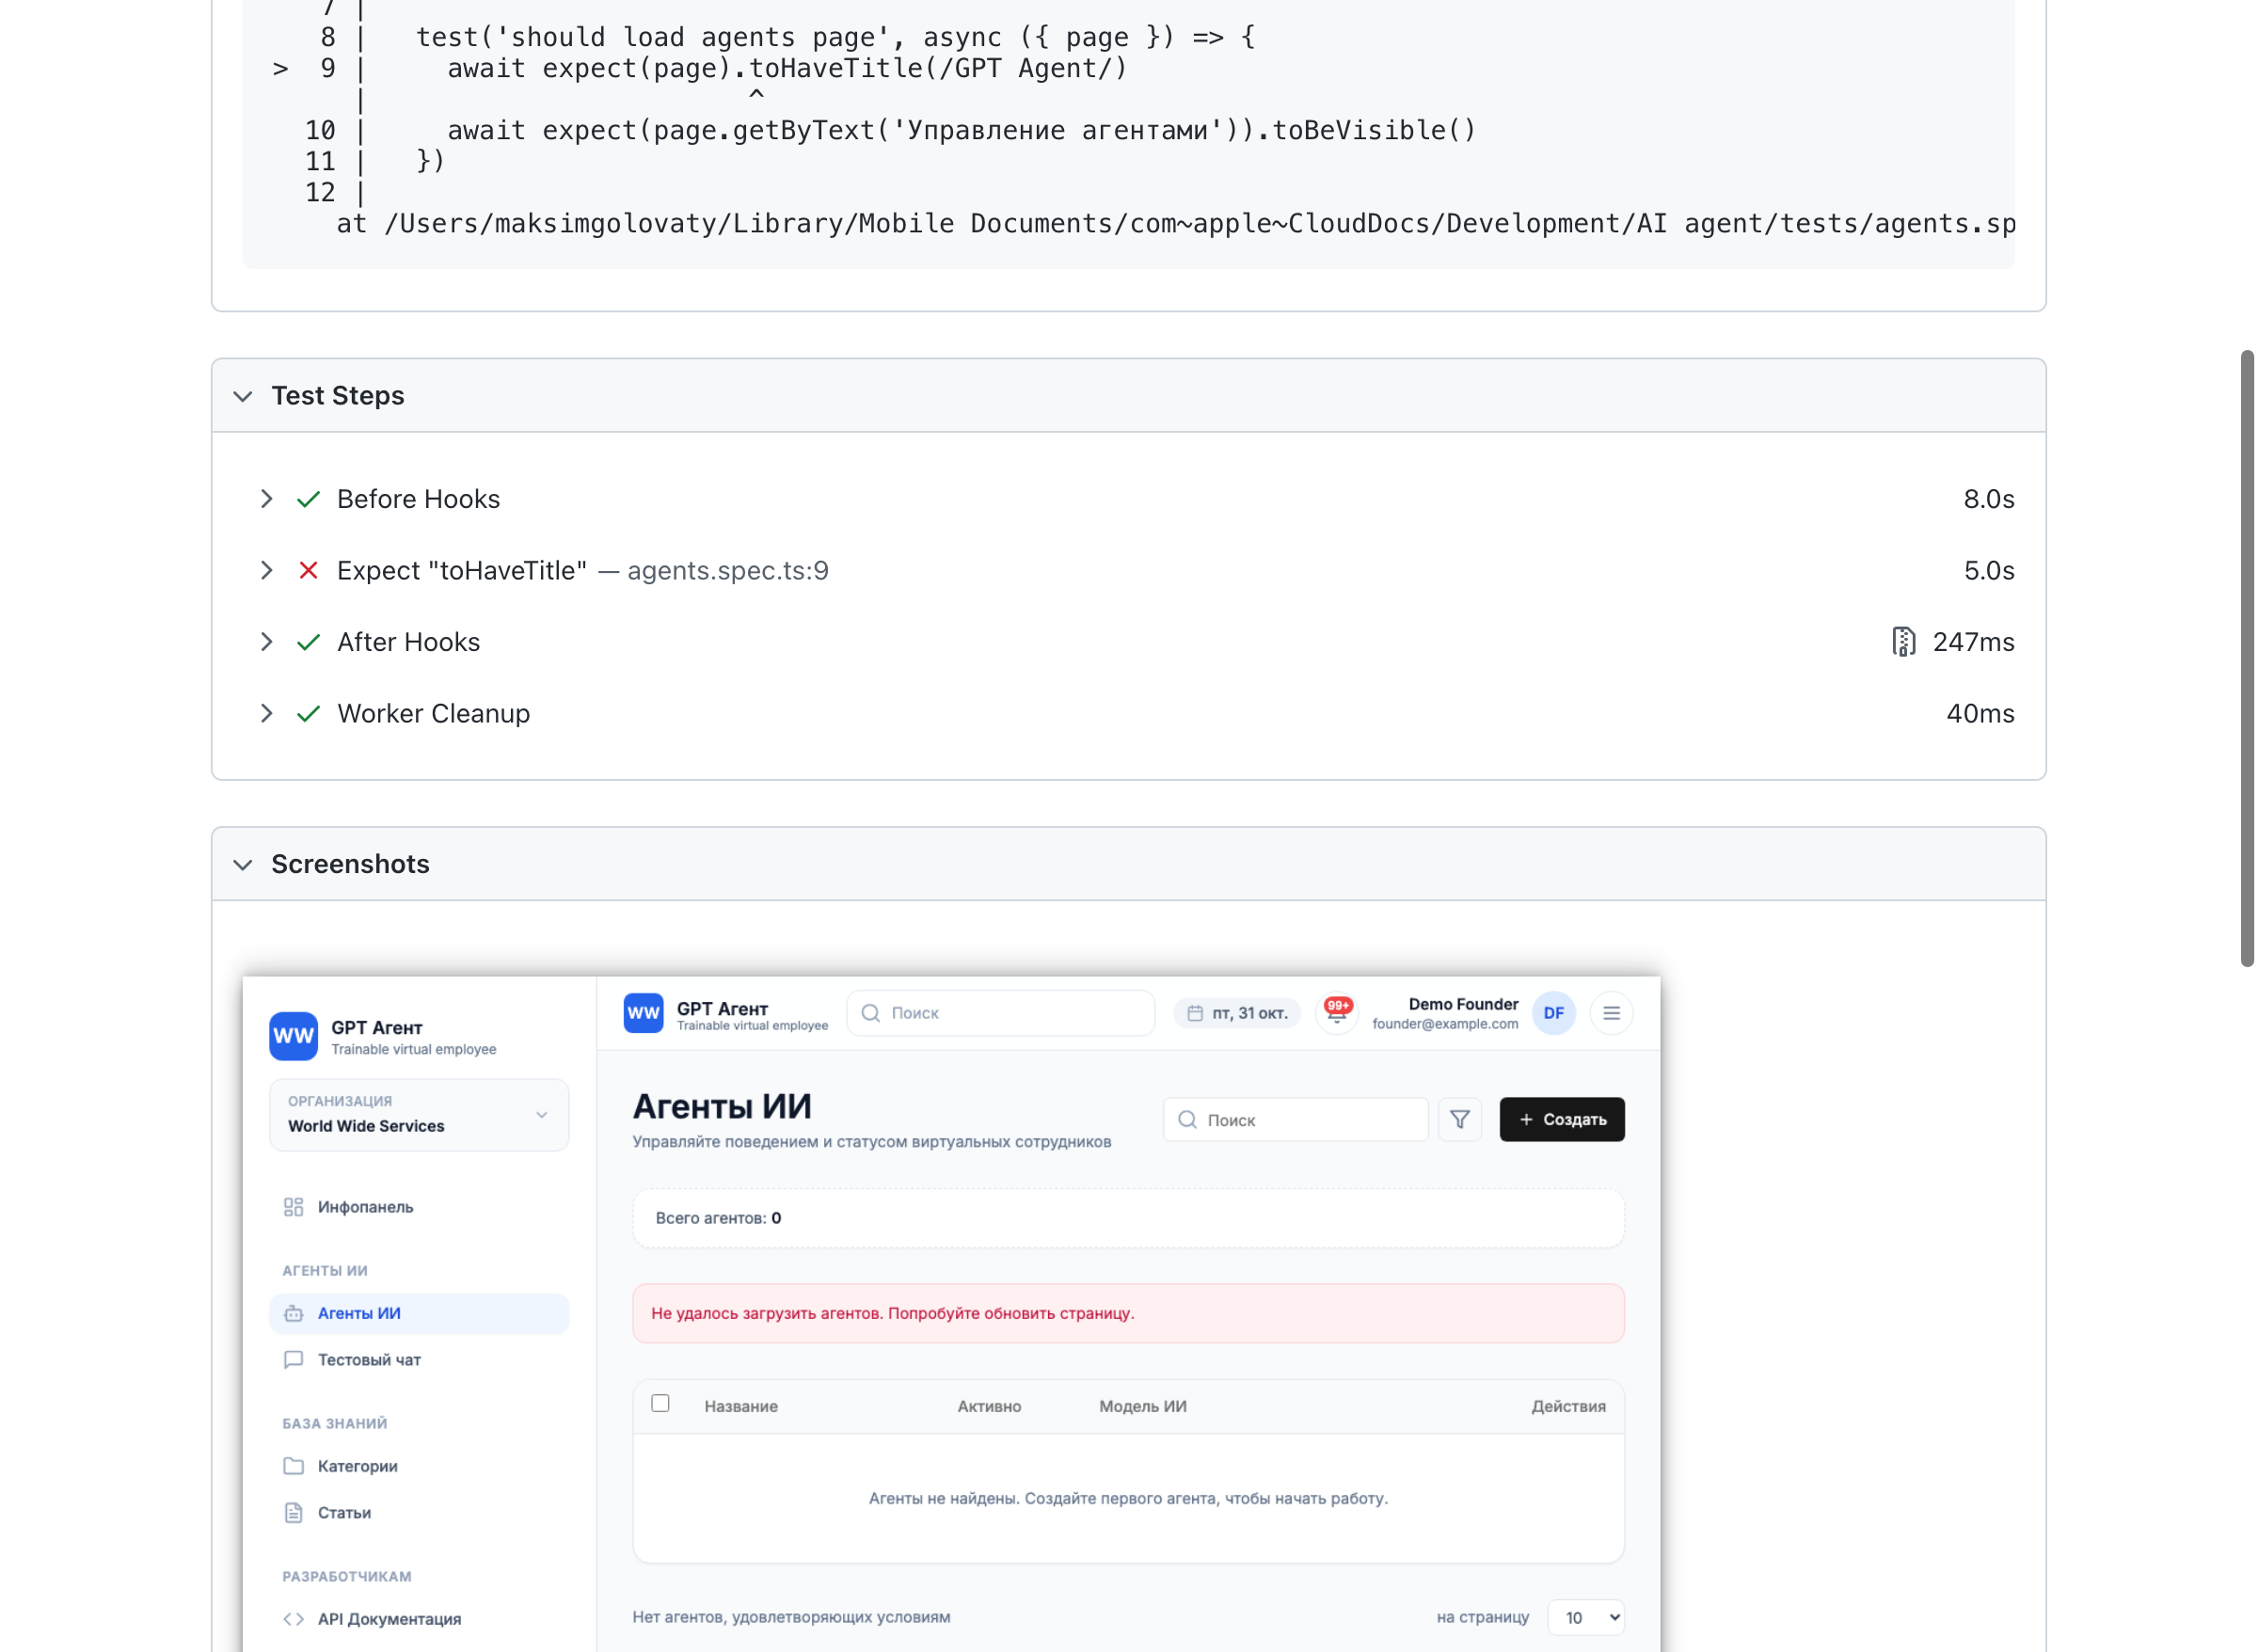 7 |
8 |   test('should load agents page', async ({ page }) => {
>  9 |     await expect(page).toHaveTitle(/GPT Agent/)
|                        ^
10 |     await expect(page.getByText('Управление агентами')).toBeVisible()
11 |   })
12 |
at /Users/maksimgolovaty/Library/Mobile Documents/com~apple~CloudDocs/Development/AI agent/tests/agents.sp
Test Steps
Before Hooks 8.0s
Expect "toHaveTitle" — agents.spec.ts:9 5.0s
After Hooks 247ms
Worker Cleanup 40ms
Screenshots
WW GPT Агент
Trainable virtual employee
ОРГАНИЗАЦИЯ
World Wide Services
Инфопанель
АГЕНТЫ ИИ
Агенты ИИ
Тестовый чат
БАЗА ЗНАНИЙ
Категории
Статьи
РАЗРАБОТЧИКАМ
API Документация
WW GPT Агент
Trainable virtual employee
Поиск
пт, 31 окт.
99+
Demo Founder
founder@example.com
DF
Агенты ИИ
Управляйте поведением и статусом виртуальных сотрудников
Поиск
+ Создать
Всего агентов: 0
Не удалось загрузить агентов. Попробуйте обновить страницу.
Название Активно Модель ИИ Действия
Агенты не найдены. Создайте первого агента, чтобы начать работу.
Нет агентов, удовлетворяющих условиям
на страницу 10